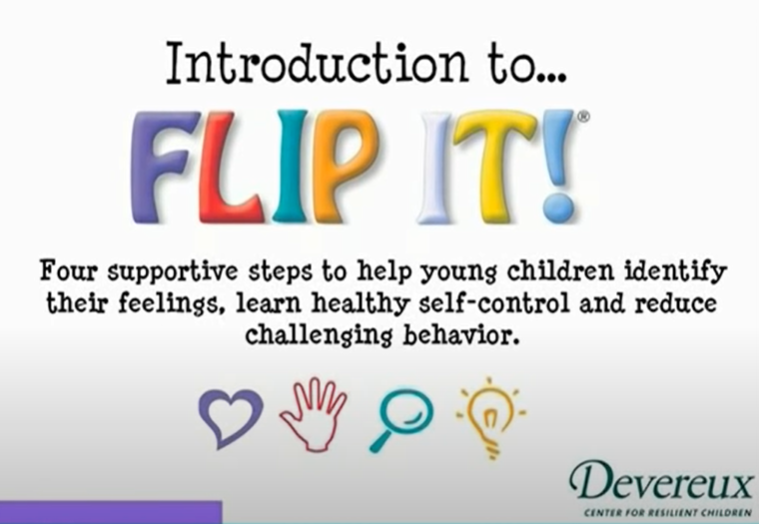 Introduction to...
FLIP IT!®
Four supportive steps to help young children identify
their feelings, learn healthy self-control and reduce
challenging behavior.
Devereux
CENTER FOR RESILIENT CHILDREN